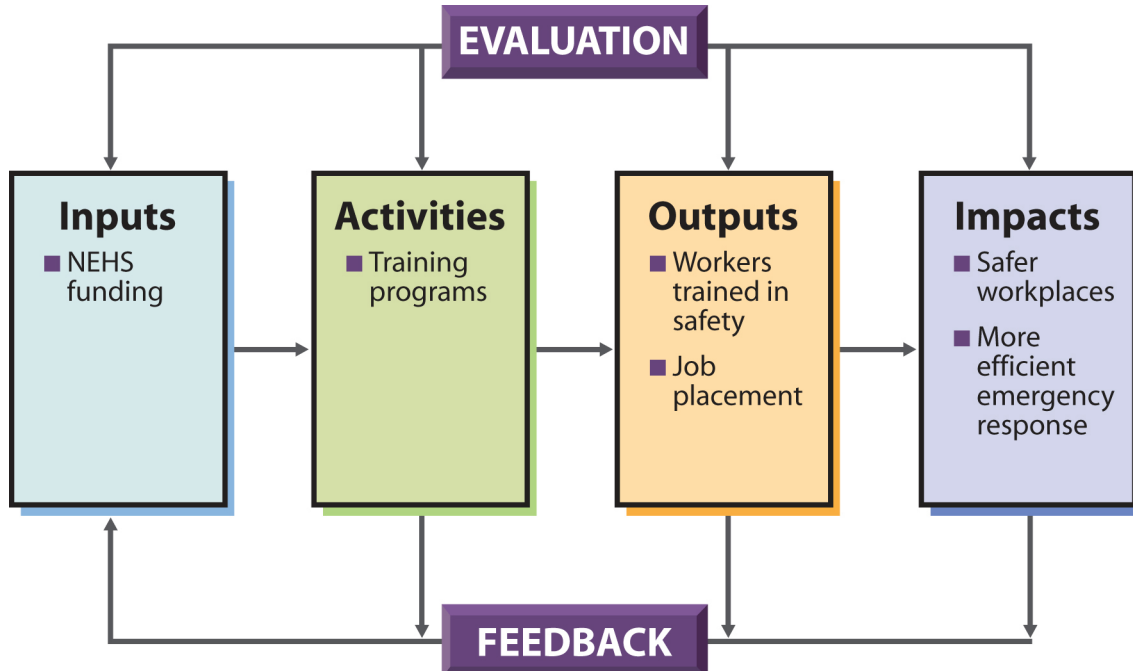 EVALUATION
Inputs
NEHS
funding
Activities
Training
programs
Outputs
Workers
trained in
safety
Job
placement
Impacts
Safer
workplaces
More
efficient
emergency
response
FEEDBACK